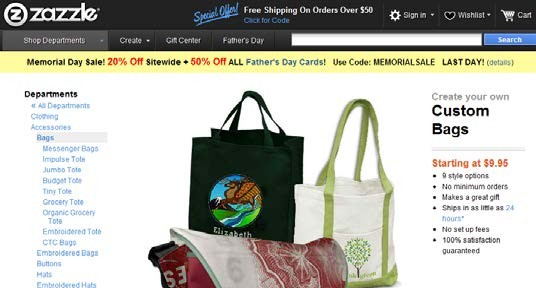 zazzle
Special Offer!
Free Shipping On Orders Over $50
Click for Code
Sign in
Wishlist
Cart
Shop Departments
Create
Gift Center
Father's Day
Search
Memorial Day Sale! 20% Off Sitewide + 50% Off ALL Father's Day Cards! Use Code: MEMORIALSALE LAST DAY! (details)
Departments
« All Departments
Clothing
Accessories
Bags
Messenger Bags
Impulse Tote
Jumbo Tote
Budget Tote
Tiny Tote
Grocery Tote
Organic Grocery
Tote
Embroidered Tote
CTC Bags
Embroidered Bags
Buttons
Hats
Embroidered Hats
Elizabeth
Create your own
Custom
Bags
Starting at $9.95
9 style options
No minimum orders
Makes a great gift
Ships in as little as 24
hours*
No set up fees
100% satisfaction
guaranteed